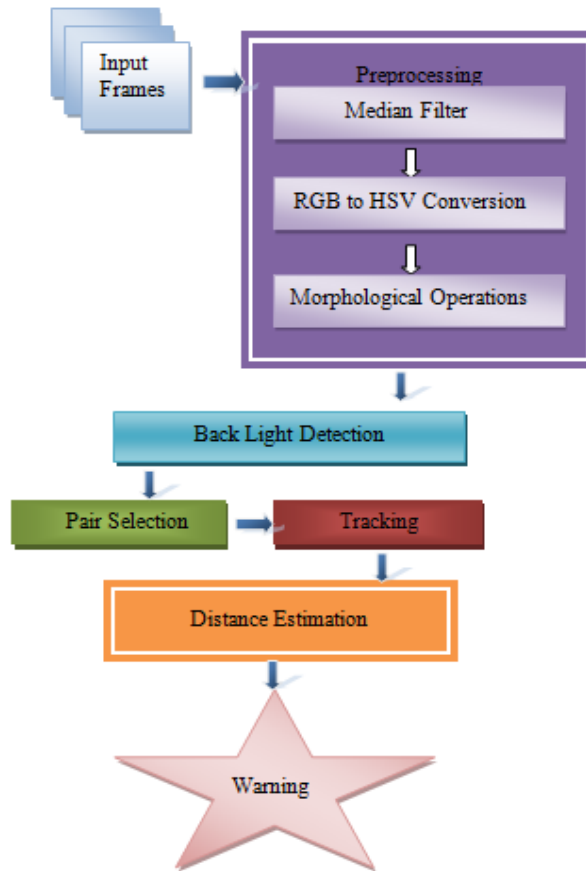 Input
Frames
Preprocessing
Median Filter
RGB to HSV Conversion
Morphological Operations
Back Light Detection
Pair Selection
Tracking
Distance Estimation
Warning